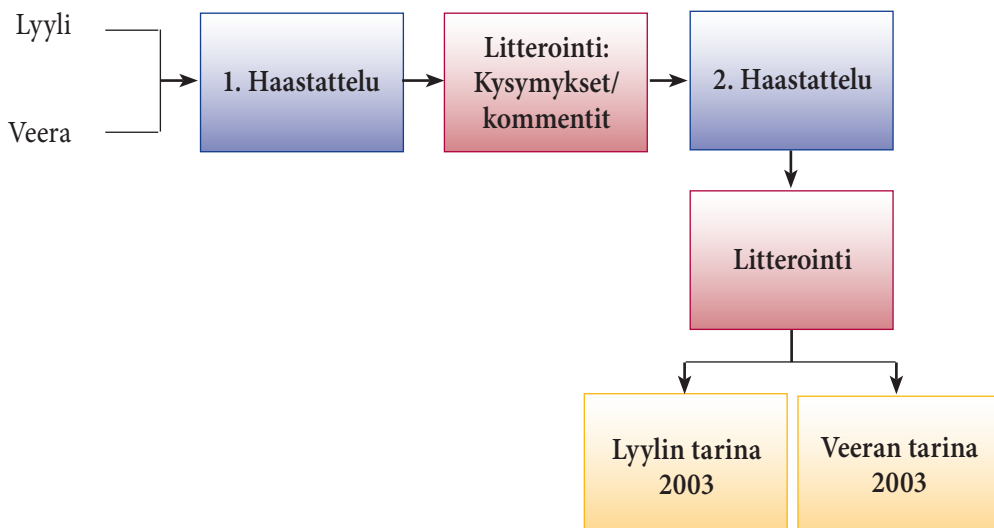 Lyyli
Veera
1. Haastattelu
Litterointi:
Kysymykset/
kommentit
2. Haastattelu
Litterointi
Lyylin tarina
2003
Veeran tarina
2003